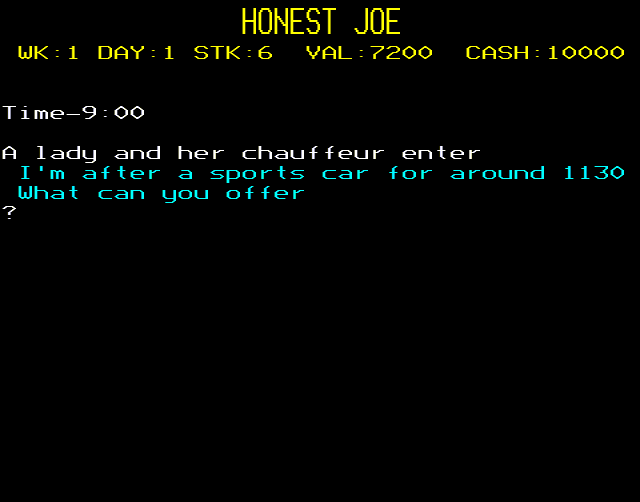 HONEST JOE
WK:1 DAY:1 STK:6 VAL:7200 CASH:10000
Time-9:00
A lady and her chauffeur enter
I'm after a sports car for around 1130
What can you offer
?